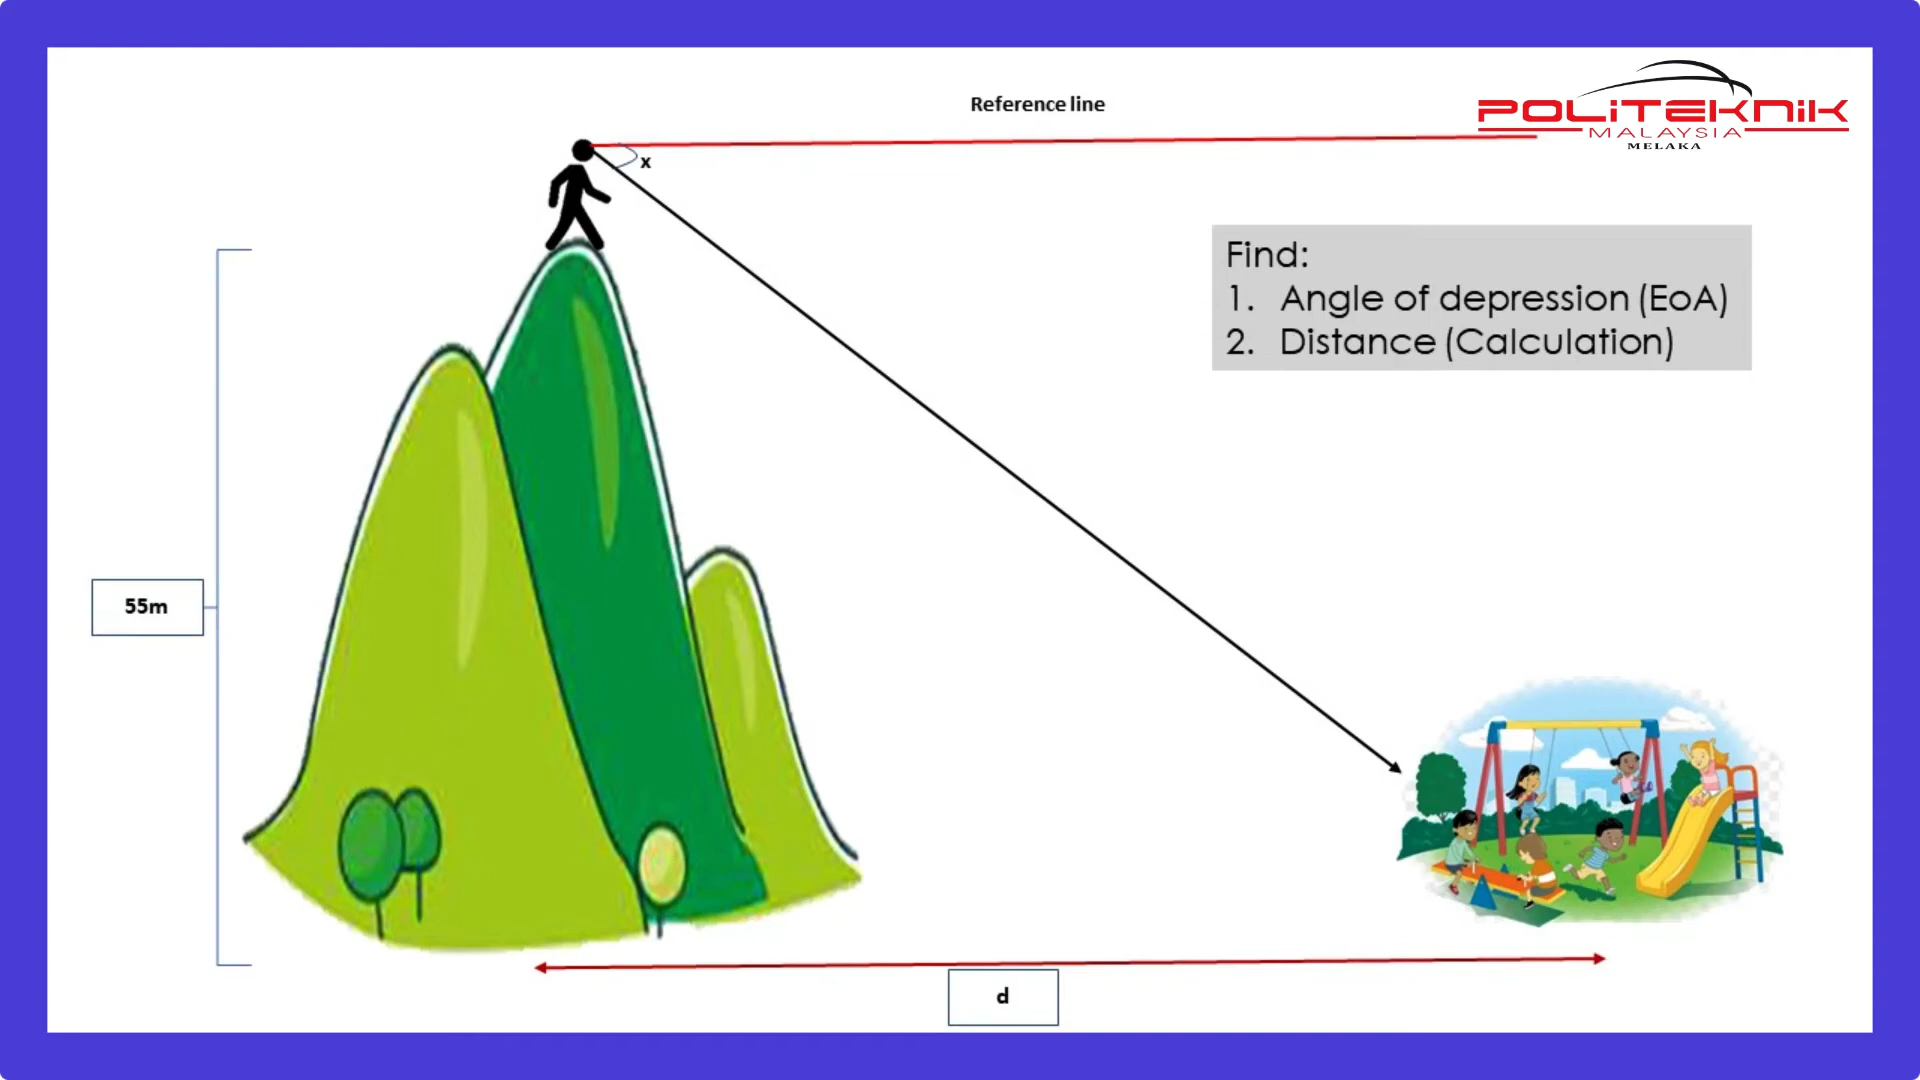 Reference line
POLITEKNIK
MALAYSIA
MELAKA
x
Find:
1. Angle of depression (EoA)
2. Distance (Calculation)
55m
d